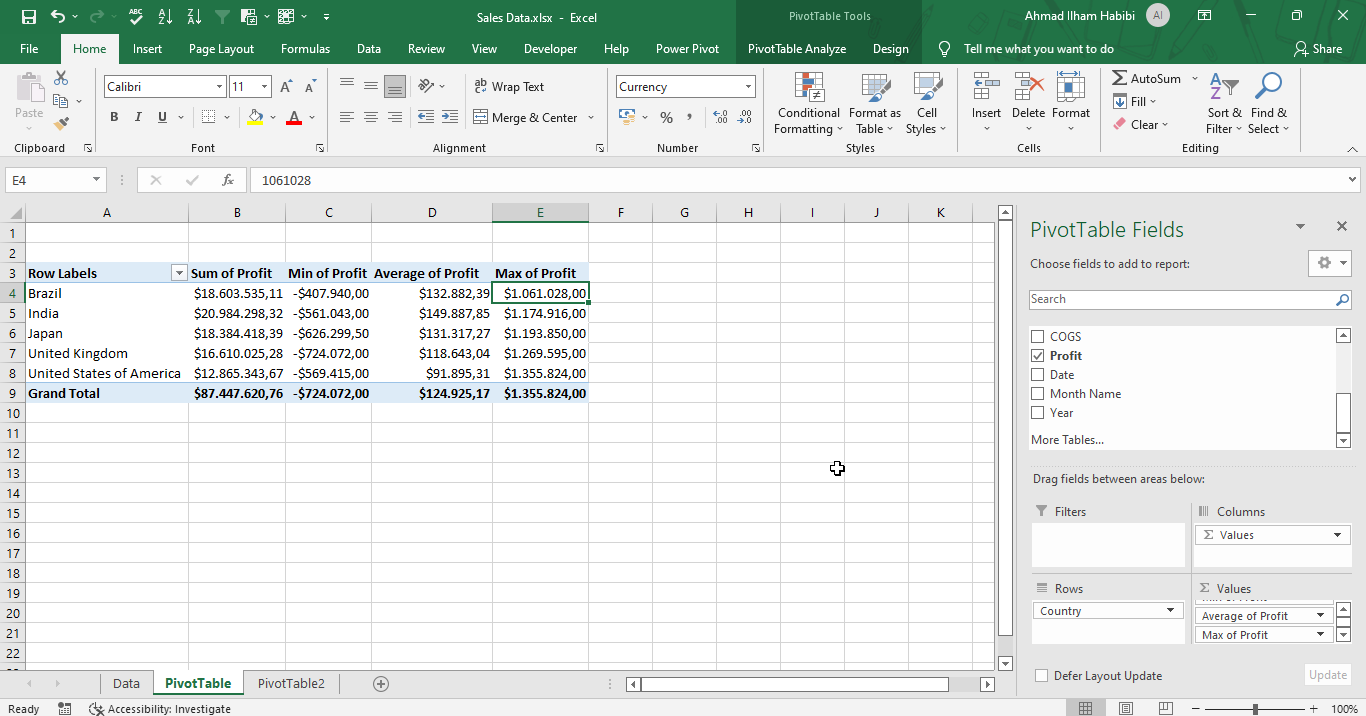 Sales Data.xlsx - Excel
PivotTable Tools
Ahmad Ilham Habibi
AI
File Home Insert Page Layout Formulas Data Review View Developer Help Power Pivot PivotTable Analyze Design Tell me what you want to do Share
Paste
Clipboard
Calibri 11
B I U
Font
Wrap Text
Merge & Center
Alignment
Currency
Number
Conditional Formatting
Format as Table
Cell Styles
Styles
Insert Delete Format
Cells
AutoSum
Fill
Clear
Sort & Filter
Find & Select
Editing
E4 fx 1061028
A B C D E F G H I J K
1
2
3 Row Labels Sum of Profit Min of Profit Average of Profit Max of Profit
4 Brazil $18.603.535,11 -$407.940,00 $132.882,39 $1.061.028,00
5 India $20.984.298,32 -$561.043,00 $149.887,85 $1.174.916,00
6 Japan $18.384.418,39 -$626.299,50 $131.317,27 $1.193.850,00
7 United Kingdom $16.610.025,28 -$724.072,00 $118.643,04 $1.269.595,00
8 United States of America $12.865.343,67 -$569.415,00 $91.895,31 $1.355.824,00
9 Grand Total $87.447.620,76 -$724.072,00 $124.925,17 $1.355.824,00
10
11
12
13
14
15
16
17
18
19
20
21
22
PivotTable Fields
Choose fields to add to report:
Search
COGS
Profit
Date
Month Name
Year
More Tables...
Drag fields between areas below:
Filters
Columns
Σ Values
Rows
Country
Σ Values
Average of Profit
Max of Profit
Defer Layout Update
Update
Data PivotTable PivotTable2
Ready
Accessibility: Investigate
100%